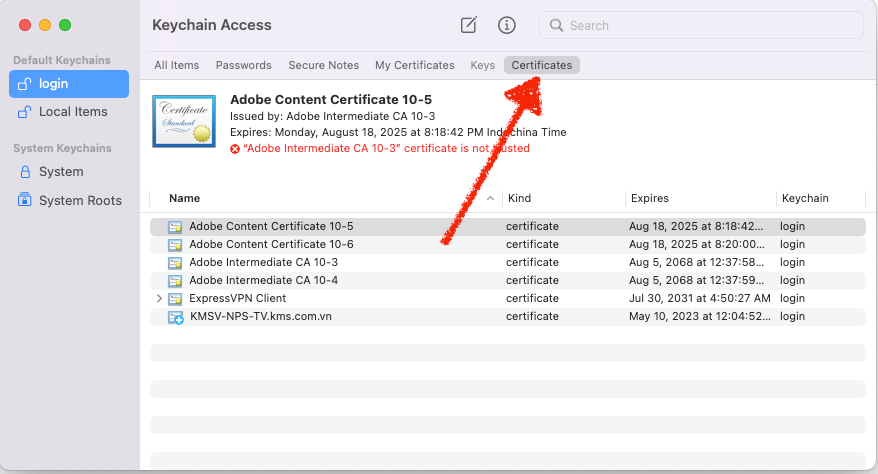 Keychain Access
Search
Default Keychains
login
Local Items
System Keychains
System
System Roots
All Items Passwords Secure Notes My Certificates Keys Certificates
Certificate
Standard
Adobe Content Certificate 10-5
Issued by: Adobe Intermediate CA 10-3
Expires: Monday, August 18, 2025 at 8:18:42 PM Indochina Time
“Adobe Intermediate CA 10-3” certificate is not trusted
Name Kind Expires Keychain
Adobe Content Certificate 10-5 certificate Aug 18, 2025 at 8:18:42... login
Adobe Content Certificate 10-6 certificate Aug 18, 2025 at 8:20:00... login
Adobe Intermediate CA 10-3 certificate Aug 5, 2068 at 12:37:58... login
Adobe Intermediate CA 10-4 certificate Aug 5, 2068 at 12:37:59... login
ExpressVPN Client certificate Jul 30, 2031 at 4:50:27 AM login
KMSV-NPS-TV.kms.com.vn certificate May 10, 2023 at 12:04:52... login